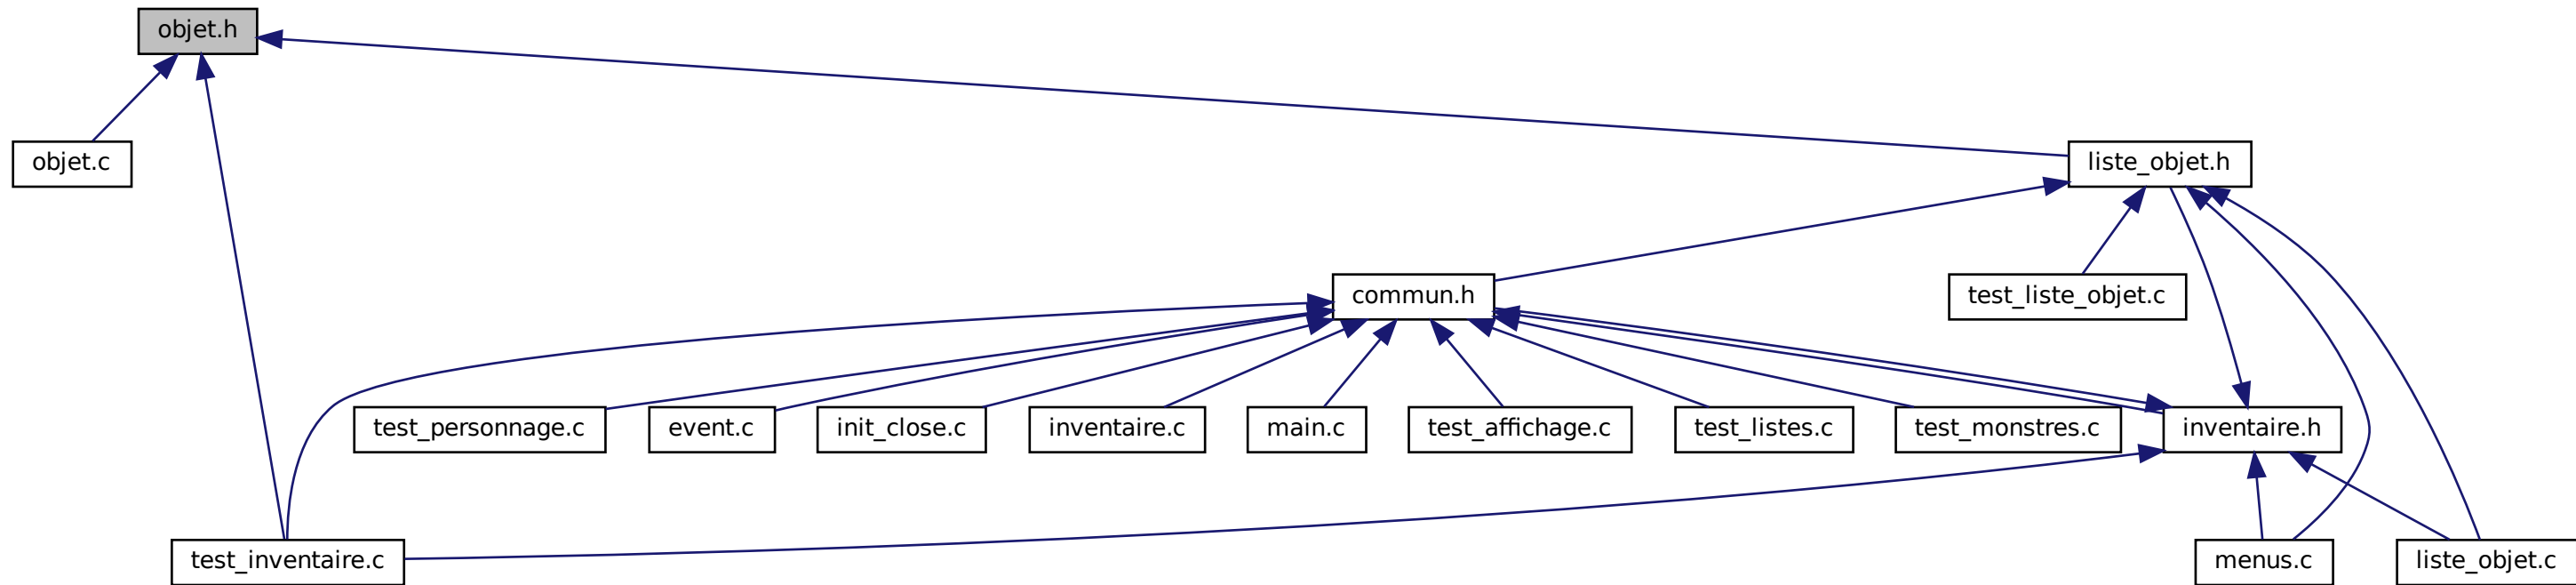 objet.h
objet.c
liste_objet.h
commun.h
test_liste_objet.c
test_personnage.c
event.c
init_close.c
inventaire.c
main.c
test_affichage.c
test_listes.c
test_monstres.c
inventaire.h
test_inventaire.c
menus.c
liste_objet.c